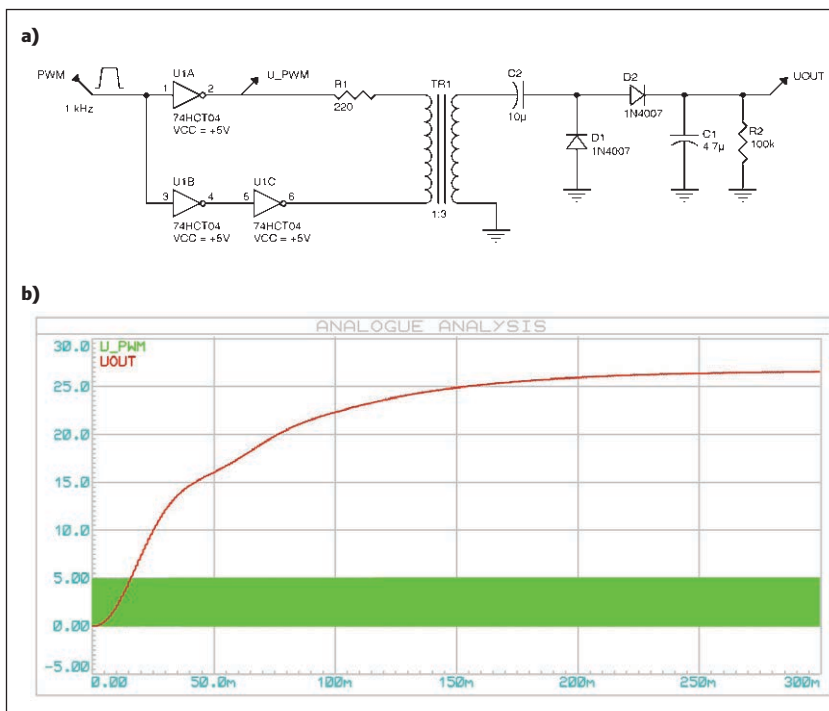 a)
PWM
1 kHz
U1A
1
2
74HCT04
VCC = +5V
U_PWM
R1
220
TR1
1:3
C2
10µ
D1
1N4007
D2
1N4007
C1
4.7µ
R2
100k
UOUT
U1B
3
4
74HCT04
VCC = +5V
U1C
5
6
74HCT04
VCC = +5V
b)
ANALOGUE ANALYSIS
U_PWM
UOUT
30.0
25.0
20.0
15.0
10.0
5.00
0.00
-5.00
0.00 50.0m 100m 150m 200m 250m 300m